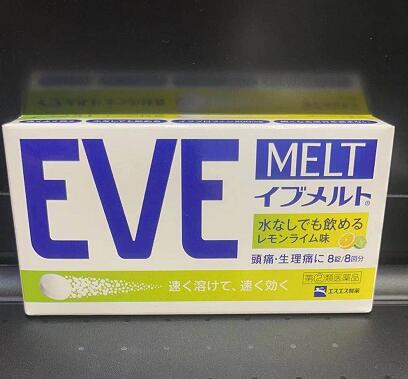 EVE
MELT
イブメルト®
水なしでも飲める
レモンライム味
頭痛・生理痛に 8錠/8回分
指定②類医薬品
速く溶けて、速く効く
エスエス製薬